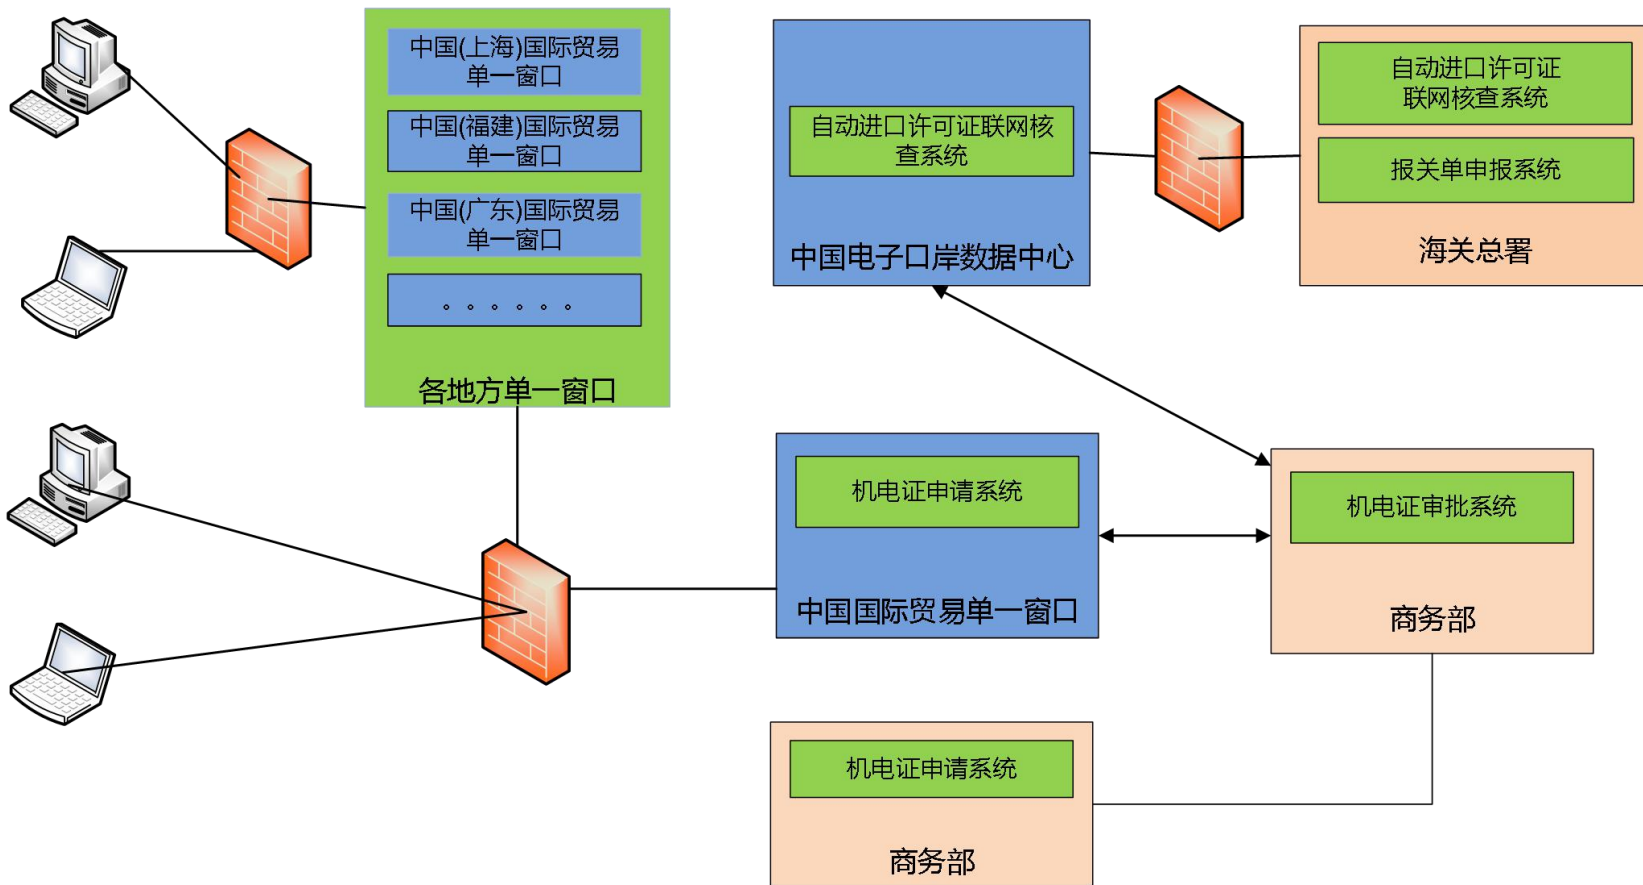 中国(上海)国际贸易
单一窗口
中国(福建)国际贸易
单一窗口
中国(广东)国际贸易
单一窗口
。。。。。。
各地方单一窗口
自动进口许可证联网核
查系统
中国电子口岸数据中心
自动进口许可证
联网核查系统
报关单申报系统
海关总署
机电证申请系统
中国国际贸易单一窗口
机电证审批系统
商务部
机电证申请系统
商务部